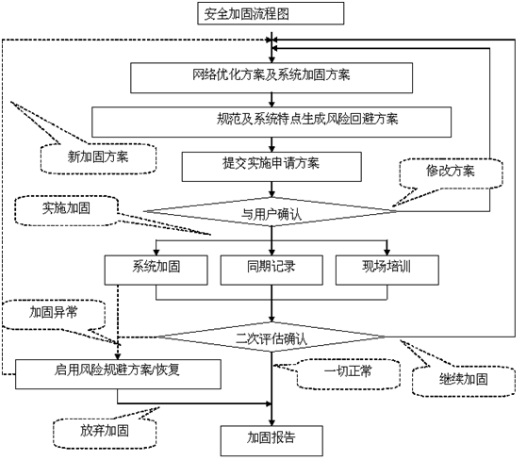 安全加固流程图
网络优化方案及系统加固方案
规范及系统特点生成风险回避方案
新加固方案
提交实施申请方案
修改方案
实施加固
与用户确认
系统加固
同期记录
现场培训
加固异常
二次评估确认
启用风险规避方案/恢复
一切正常
继续加固
放弃加固
加固报告